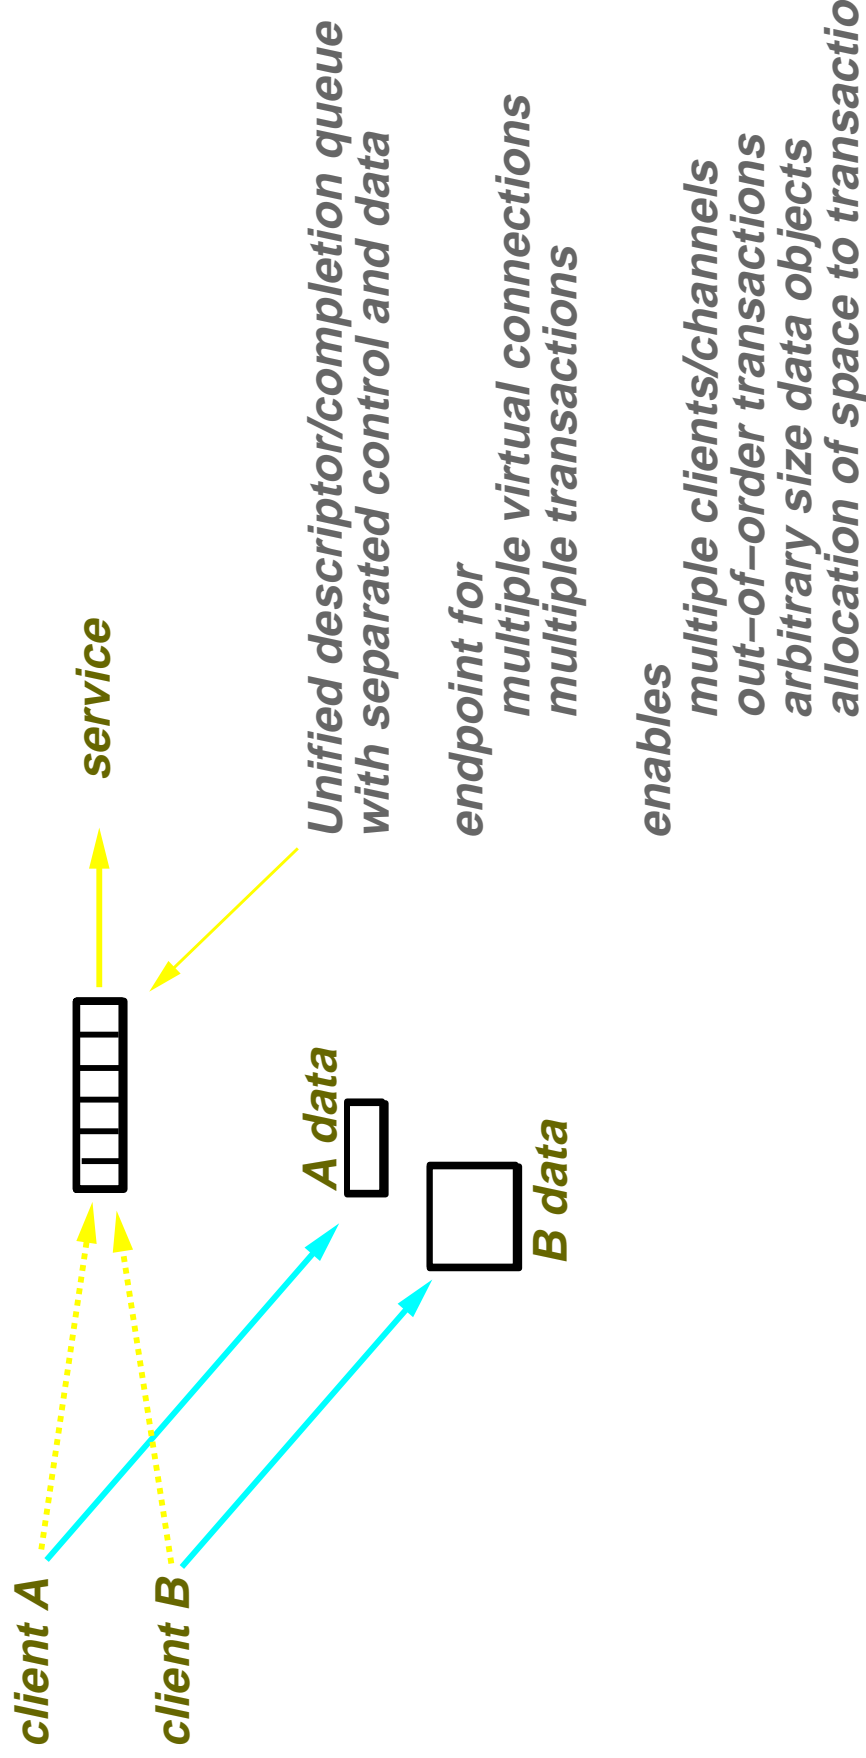 service
client A
client B
A data
B data
Unified descriptor/completion queue
with separated control and data
endpoint for
multiple virtual connections
multiple transactions
enables
multiple clients/channels
out−of−order transactions
arbitrary size data objects
allocation of space to transactio